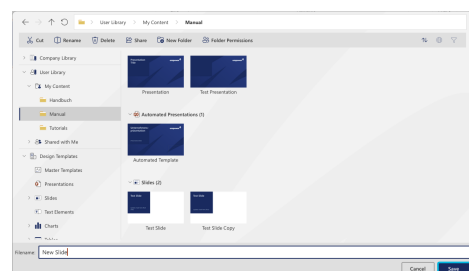 User Library > My Content > Manual
Cut Rename Delete Share New Folder Folder Permissions
Company Library
User Library
My Content
Handbuch
Manual
Tutorials
Shared with Me
Design Templates
Master Templates
Presentations
Slides
Text Elements
Charts
Presentation
Test Presentation
Automated Presentations (1)
Automated Template
Slides (2)
Test Slide
Test Slide Copy
Filename New Slide
Cancel Save